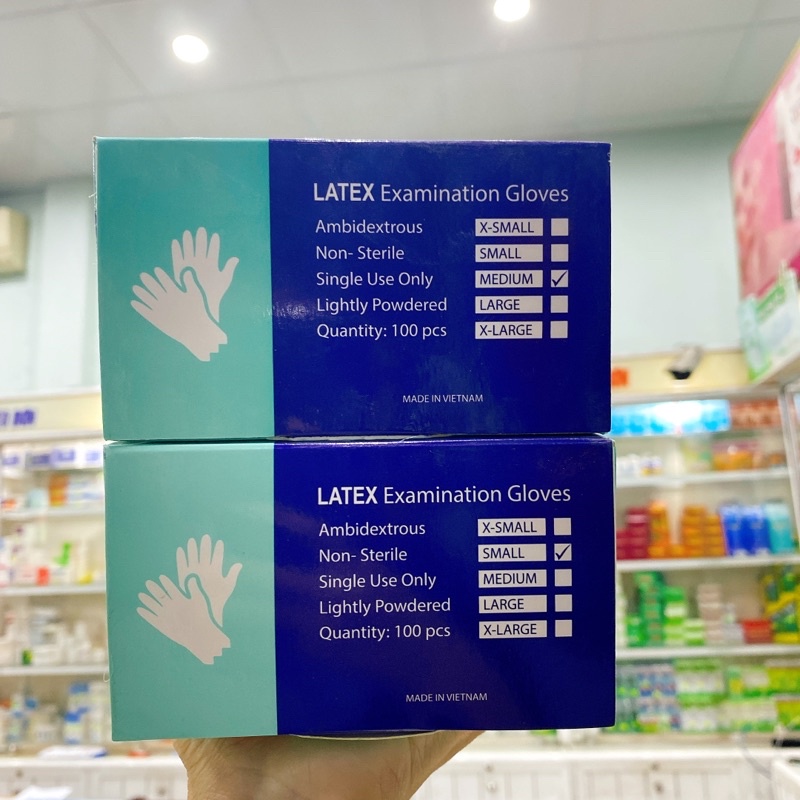 LATEX Examination Gloves
Ambidextrous X-SMALL
Non- Sterile SMALL
Single Use Only MEDIUM ✓
Lightly Powdered LARGE
Quantity: 100 pcs X-LARGE
MADE IN VIETNAM
LATEX Examination Gloves
Ambidextrous X-SMALL
Non- Sterile SMALL ✓
Single Use Only MEDIUM
Lightly Powdered LARGE
Quantity: 100 pcs X-LARGE
MADE IN VIETNAM